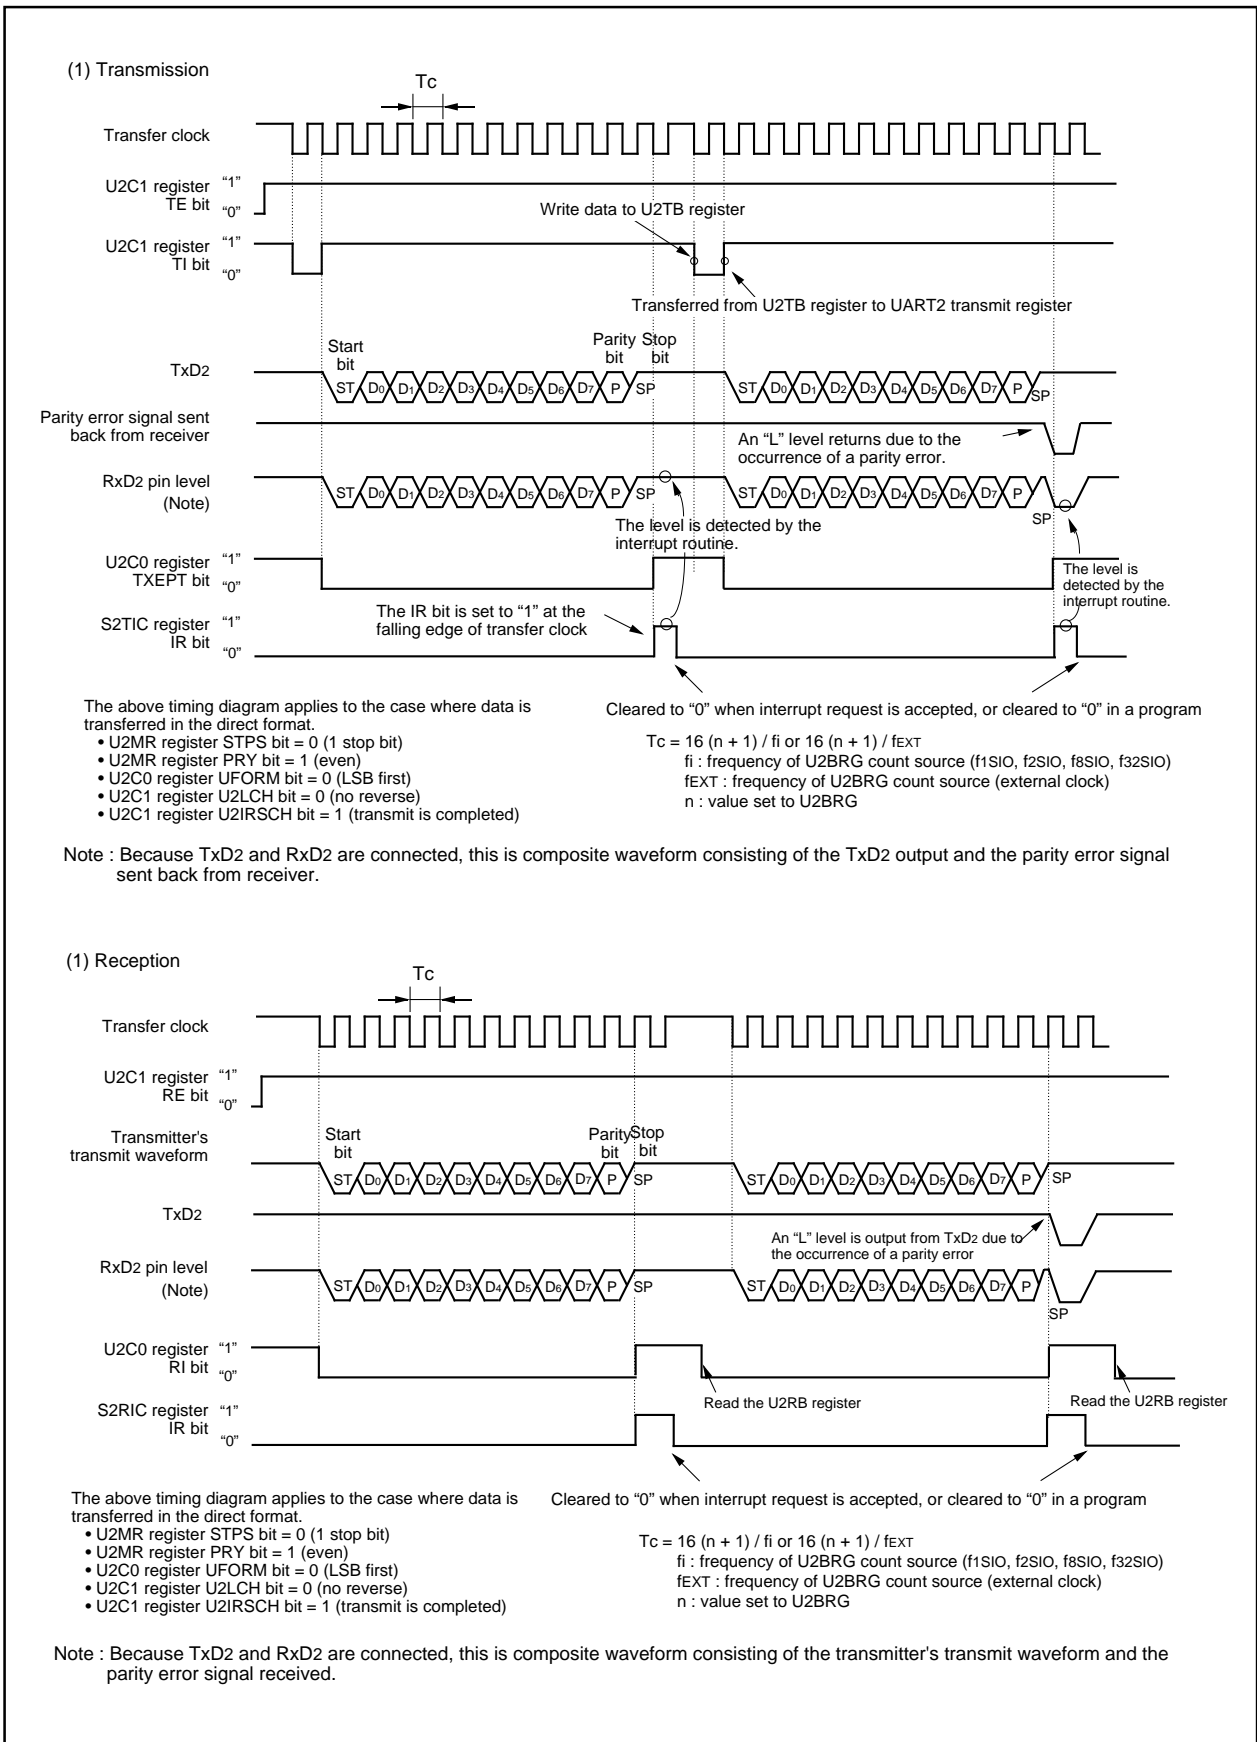 (1) Transmission
Tc
Transfer clock
U2C1 register “1”
TE bit “0”
Write data to U2TB register
U2C1 register “1”
TI bit “0”
Transferred from U2TB register to UART2 transmit register
Start
bit
Parity Stop
bit bit
TxD2
ST D0 D1 D2 D3 D4 D5 D6 D7 P SP ST D0 D1 D2 D3 D4 D5 D6 D7 P SP
Parity error signal sent
back from receiver
An “L” level returns due to the
occurrence of a parity error.
RxD2 pin level
(Note)
ST D0 D1 D2 D3 D4 D5 D6 D7 P SP ST D0 D1 D2 D3 D4 D5 D6 D7 P
SP
The level is detected by the
interrupt routine.
U2C0 register “1”
TXEPT bit “0”
The level is
detected by the
interrupt routine.
The IR bit is set to “1” at the
falling edge of transfer clock
S2TIC register “1”
IR bit “0”
The above timing diagram applies to the case where data is
transferred in the direct format.
• U2MR register STPS bit = 0 (1 stop bit)
• U2MR register PRY bit = 1 (even)
• U2C0 register UFORM bit = 0 (LSB first)
• U2C1 register U2LCH bit = 0 (no reverse)
• U2C1 register U2IRSCH bit = 1 (transmit is completed)
Cleared to “0” when interrupt request is accepted, or cleared to “0” in a program
Tc = 16 (n + 1) / fi or 16 (n + 1) / fEXT
fi : frequency of U2BRG count source (f1SIO, f2SIO, f8SIO, f32SIO)
fEXT : frequency of U2BRG count source (external clock)
n : value set to U2BRG
Note : Because TxD2 and RxD2 are connected, this is composite waveform consisting of the TxD2 output and the parity error signal
sent back from receiver.
(1) Reception
Tc
Transfer clock
U2C1 register “1”
RE bit “0”
Transmitter's
transmit waveform
Start
bit
Parity Stop
bit bit
ST D0 D1 D2 D3 D4 D5 D6 D7 P SP ST D0 D1 D2 D3 D4 D5 D6 D7 P SP
TxD2
An “L” level is output from TxD2 due to
the occurrence of a parity error
RxD2 pin level
(Note)
ST D0 D1 D2 D3 D4 D5 D6 D7 P SP ST D0 D1 D2 D3 D4 D5 D6 D7 P
SP
U2C0 register “1”
RI bit “0”
Read the U2RB register
Read the U2RB register
S2RIC register “1”
IR bit “0”
The above timing diagram applies to the case where data is
transferred in the direct format.
• U2MR register STPS bit = 0 (1 stop bit)
• U2MR register PRY bit = 1 (even)
• U2C0 register UFORM bit = 0 (LSB first)
• U2C1 register U2LCH bit = 0 (no reverse)
• U2C1 register U2IRSCH bit = 1 (transmit is completed)
Cleared to “0” when interrupt request is accepted, or cleared to “0” in a program
Tc = 16 (n + 1) / fi or 16 (n + 1) / fEXT
fi : frequency of U2BRG count source (f1SIO, f2SIO, f8SIO, f32SIO)
fEXT : frequency of U2BRG count source (external clock)
n : value set to U2BRG
Note : Because TxD2 and RxD2 are connected, this is composite waveform consisting of the transmitter's transmit waveform and the
parity error signal received.